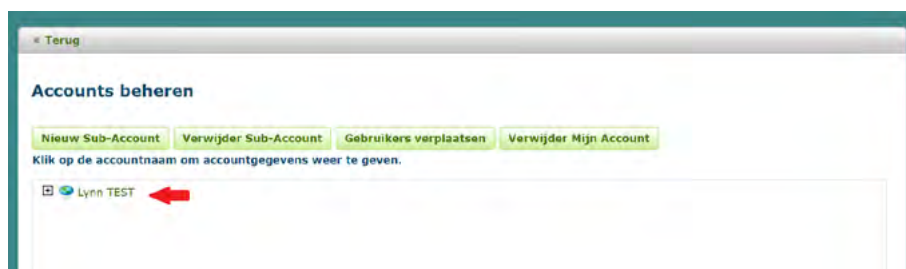 « Terug
Accounts beheren
Nieuw Sub-Account Verwijder Sub-Account Gebruikers verplaatsen Verwijder Mijn Account
Klik op de accountnaam om accountgegevens weer te geven.
Lynn TEST